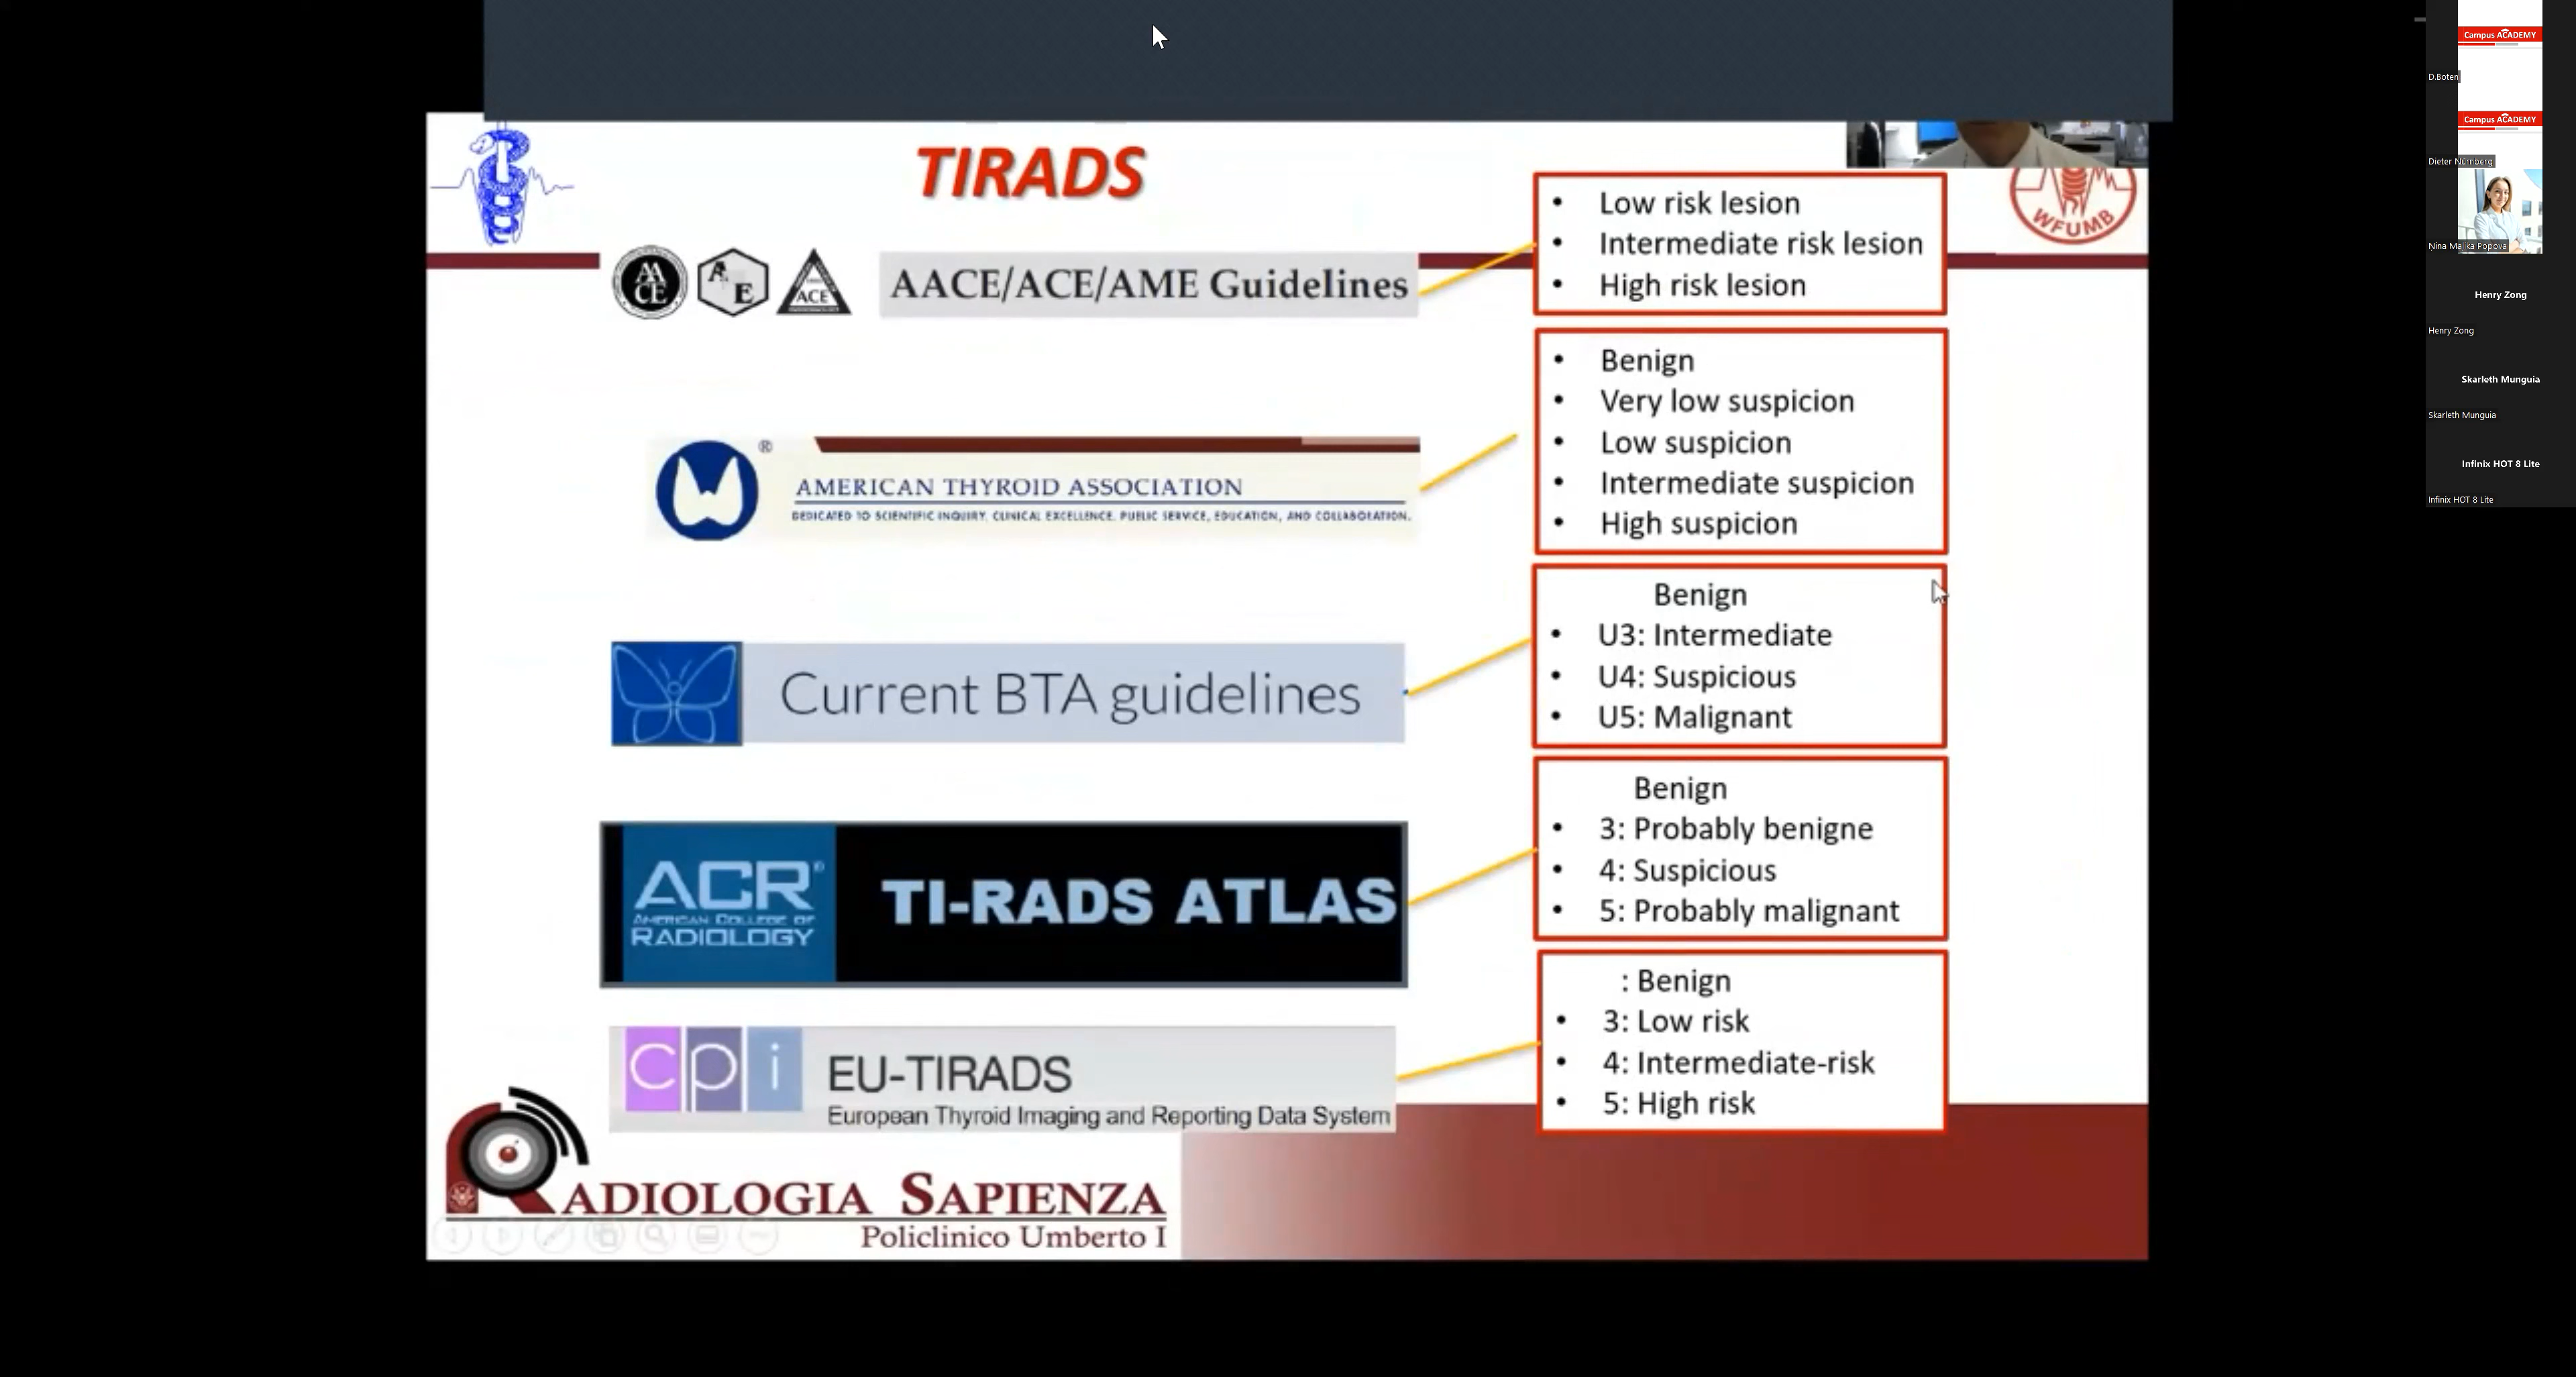 TIRADS
WFUMB
AACE
ACE
AACE/ACE/AME Guidelines
• Low risk lesion
• Intermediate risk lesion
• High risk lesion
®
AMERICAN THYROID ASSOCIATION
DEDICATED TO SCIENTIFIC INQUIRY, CLINICAL EXCELLENCE, PUBLIC SERVICE, EDUCATION, AND COLLABORATION.
• Benign
• Very low suspicion
• Low suspicion
• Intermediate suspicion
• High suspicion
Current BTA guidelines
Benign
• U3: Intermediate
• U4: Suspicious
• U5: Malignant
ACR®
AMERICAN COLLEGE OF
RADIOLOGY
TI-RADS ATLAS
Benign
• 3: Probably benigne
• 4: Suspicious
• 5: Probably malignant
cpi
EU-TIRADS
European Thyroid Imaging and Reporting Data System
: Benign
• 3: Low risk
• 4: Intermediate-risk
• 5: High risk
RADIOLOGIA SAPIENZA
Policlinico Umberto I
Campus ACADEMY
D.Boten
Campus ACADEMY
Dieter Nürnberg
Nina Malika Popova
Henry Zong
Henry Zong
Skarleth Munguia
Skarleth Munguia
Infinix HOT 8 Lite
Infinix HOT 8 Lite